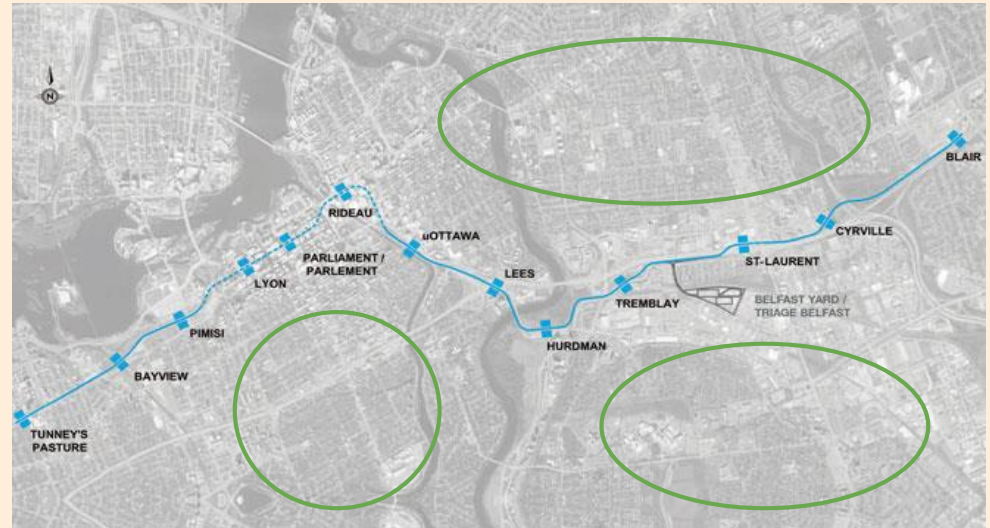 N
BLAIR
RIDEAU
CYRVILLE
uOTTAWA
PARLIAMENT /
PARLEMENT
ST-LAURENT
LEES
LYON
TREMBLAY
BELFAST YARD /
TRIAGE BELFAST
PIMISI
HURDMAN
BAYVIEW
TUNNEY'S
PASTURE